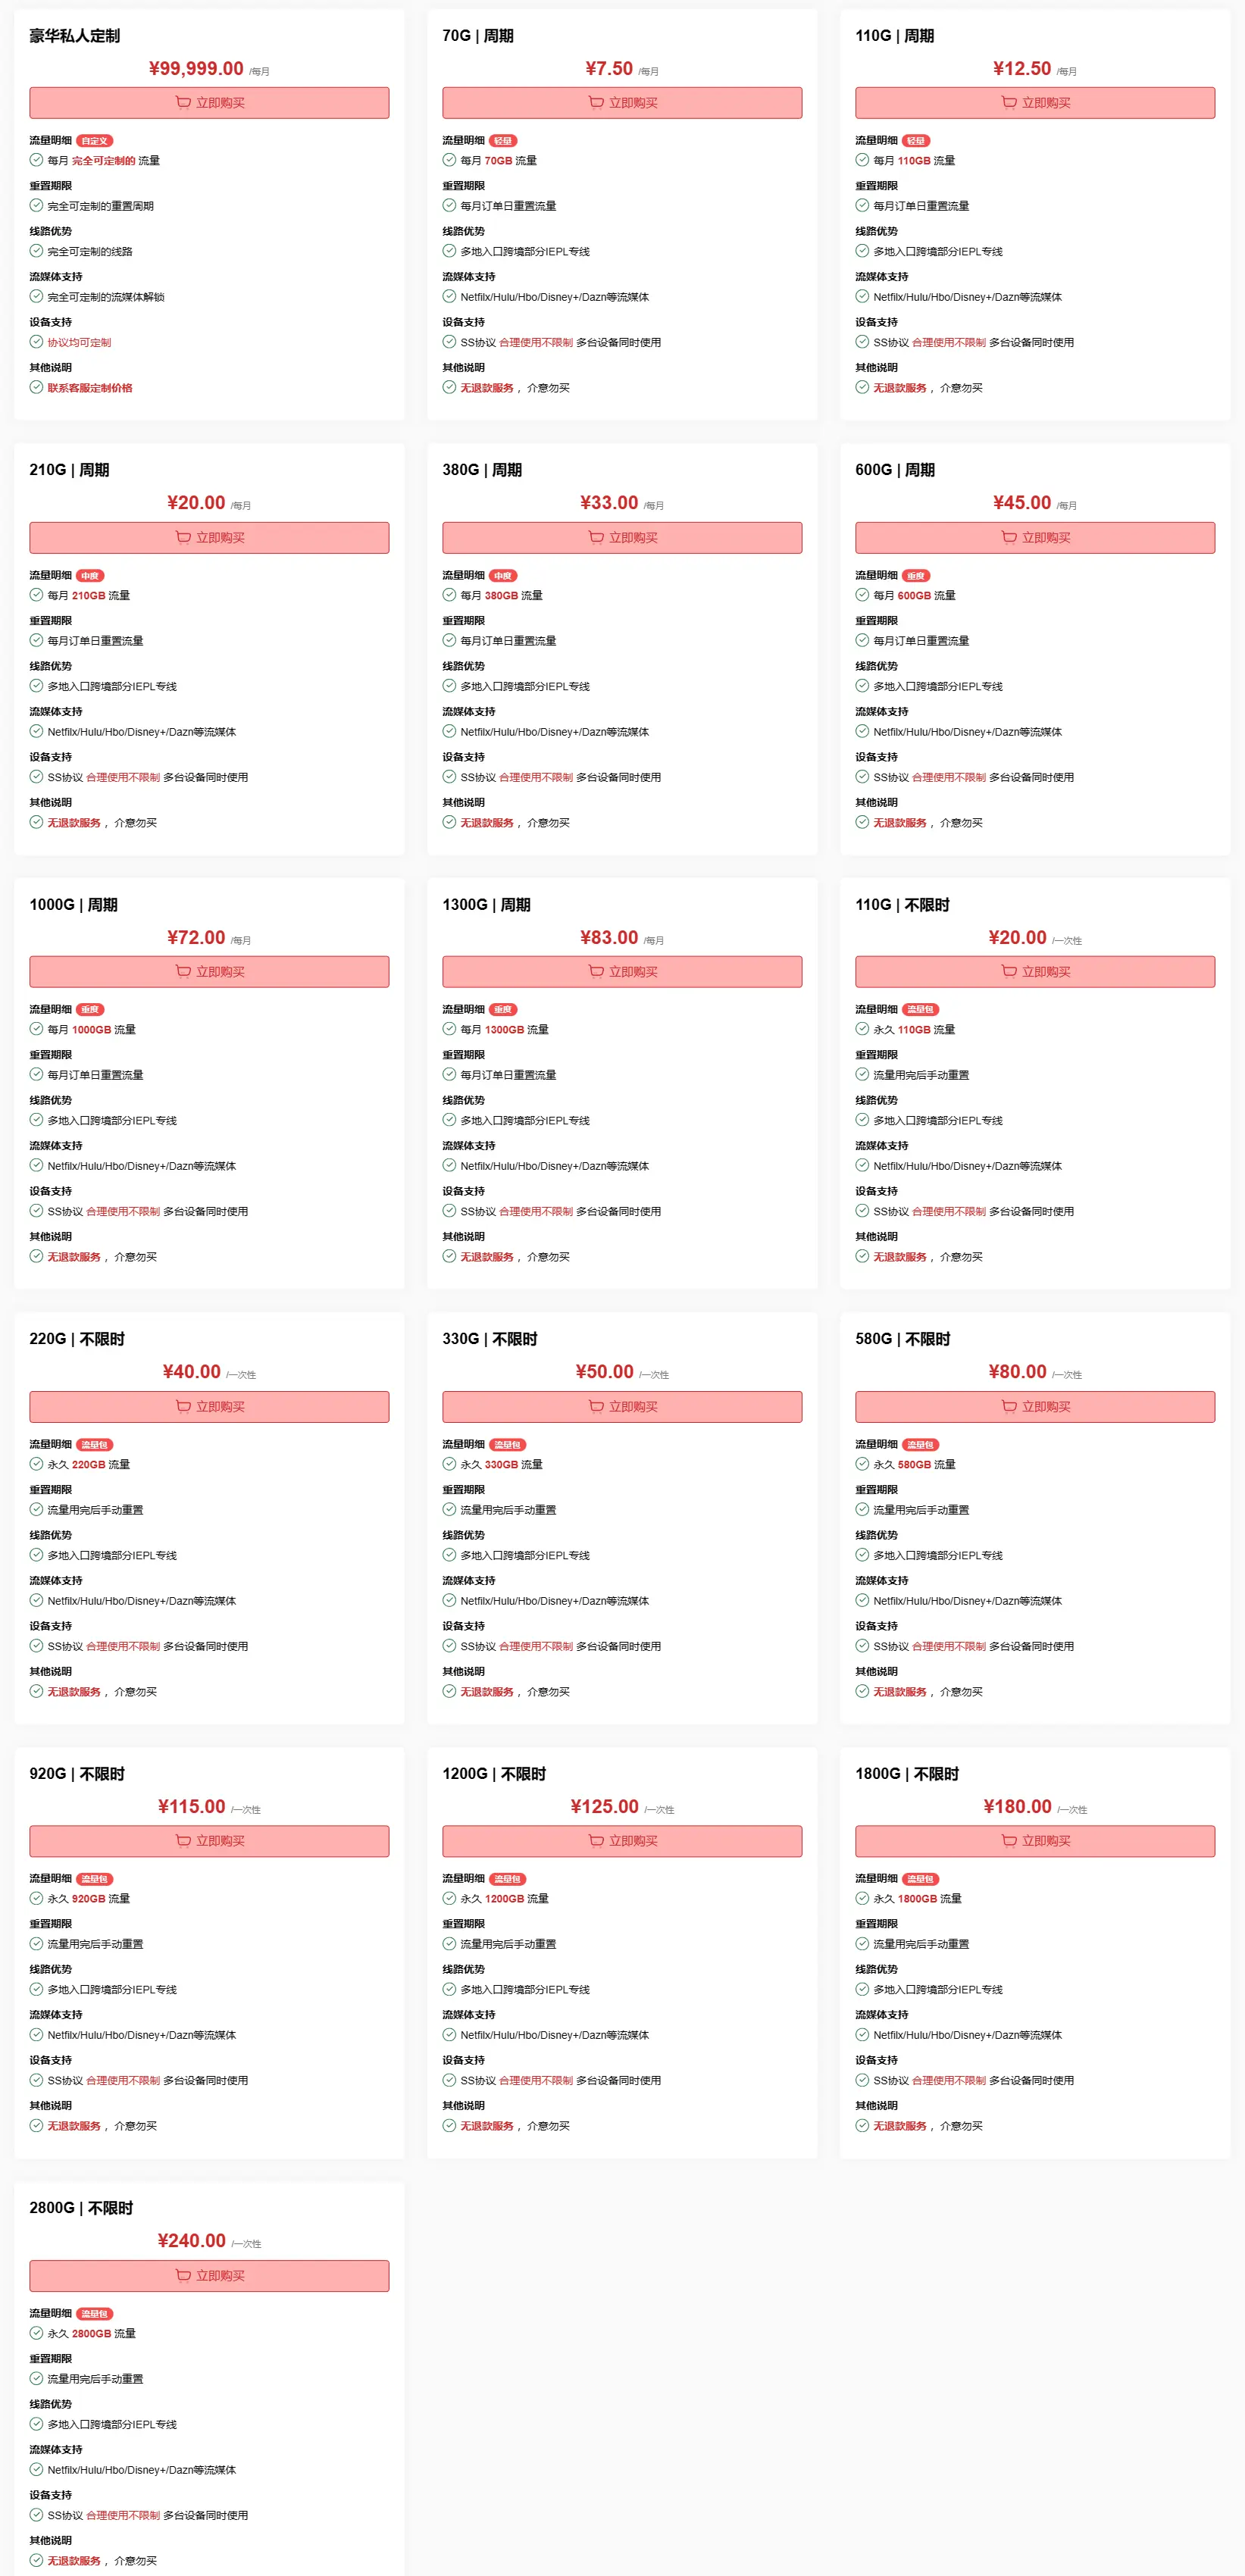 豪华私人定制
¥99,999.00 /每月
立即购买
流量明细 自定义
每月 完全可定制的 流量
重置期限
完全可定制的重置周期
线路优势
完全可定制的线路
流媒体支持
完全可定制的流媒体解锁
设备支持
协议均可定制
其他说明
联系客服定制价格
70G | 周期
¥7.50 /每月
立即购买
流量明细 轻量
每月 70GB 流量
重置期限
每月订单日重置流量
线路优势
多地入口跨境部分IEPL专线
流媒体支持
Netfilx/Hulu/Hbo/Disney+/Dazn等流媒体
设备支持
SS协议 合理使用不限制 多台设备同时使用
其他说明
无退款服务 ，介意勿买
110G | 周期
¥12.50 /每月
立即购买
流量明细 轻量
每月 110GB 流量
重置期限
每月订单日重置流量
线路优势
多地入口跨境部分IEPL专线
流媒体支持
Netfilx/Hulu/Hbo/Disney+/Dazn等流媒体
设备支持
SS协议 合理使用不限制 多台设备同时使用
其他说明
无退款服务 ，介意勿买
210G | 周期
¥20.00 /每月
立即购买
流量明细 中度
每月 210GB 流量
重置期限
每月订单日重置流量
线路优势
多地入口跨境部分IEPL专线
流媒体支持
Netfilx/Hulu/Hbo/Disney+/Dazn等流媒体
设备支持
SS协议 合理使用不限制 多台设备同时使用
其他说明
无退款服务 ，介意勿买
380G | 周期
¥33.00 /每月
立即购买
流量明细 中度
每月 380GB 流量
重置期限
每月订单日重置流量
线路优势
多地入口跨境部分IEPL专线
流媒体支持
Netfilx/Hulu/Hbo/Disney+/Dazn等流媒体
设备支持
SS协议 合理使用不限制 多台设备同时使用
其他说明
无退款服务 ，介意勿买
600G | 周期
¥45.00 /每月
立即购买
流量明细 重度
每月 600GB 流量
重置期限
每月订单日重置流量
线路优势
多地入口跨境部分IEPL专线
流媒体支持
Netfilx/Hulu/Hbo/Disney+/Dazn等流媒体
设备支持
SS协议 合理使用不限制 多台设备同时使用
其他说明
无退款服务 ，介意勿买
1000G | 周期
¥72.00 /每月
立即购买
流量明细 重度
每月 1000GB 流量
重置期限
每月订单日重置流量
线路优势
多地入口跨境部分IEPL专线
流媒体支持
Netfilx/Hulu/Hbo/Disney+/Dazn等流媒体
设备支持
SS协议 合理使用不限制 多台设备同时使用
其他说明
无退款服务 ，介意勿买
1300G | 周期
¥83.00 /每月
立即购买
流量明细 重度
每月 1300GB 流量
重置期限
每月订单日重置流量
线路优势
多地入口跨境部分IEPL专线
流媒体支持
Netfilx/Hulu/Hbo/Disney+/Dazn等流媒体
设备支持
SS协议 合理使用不限制 多台设备同时使用
其他说明
无退款服务 ，介意勿买
110G | 不限时
¥20.00 /一次性
立即购买
流量明细 流量包
永久 110GB 流量
重置期限
流量用完后手动重置
线路优势
多地入口跨境部分IEPL专线
流媒体支持
Netfilx/Hulu/Hbo/Disney+/Dazn等流媒体
设备支持
SS协议 合理使用不限制 多台设备同时使用
其他说明
无退款服务 ，介意勿买
220G | 不限时
¥40.00 /一次性
立即购买
流量明细 流量包
永久 220GB 流量
重置期限
流量用完后手动重置
线路优势
多地入口跨境部分IEPL专线
流媒体支持
Netfilx/Hulu/Hbo/Disney+/Dazn等流媒体
设备支持
SS协议 合理使用不限制 多台设备同时使用
其他说明
无退款服务 ，介意勿买
330G | 不限时
¥50.00 /一次性
立即购买
流量明细 流量包
永久 330GB 流量
重置期限
流量用完后手动重置
线路优势
多地入口跨境部分IEPL专线
流媒体支持
Netfilx/Hulu/Hbo/Disney+/Dazn等流媒体
设备支持
SS协议 合理使用不限制 多台设备同时使用
其他说明
无退款服务 ，介意勿买
580G | 不限时
¥80.00 /一次性
立即购买
流量明细 流量包
永久 580GB 流量
重置期限
流量用完后手动重置
线路优势
多地入口跨境部分IEPL专线
流媒体支持
Netfilx/Hulu/Hbo/Disney+/Dazn等流媒体
设备支持
SS协议 合理使用不限制 多台设备同时使用
其他说明
无退款服务 ，介意勿买
920G | 不限时
¥115.00 /一次性
立即购买
流量明细 流量包
永久 920GB 流量
重置期限
流量用完后手动重置
线路优势
多地入口跨境部分IEPL专线
流媒体支持
Netfilx/Hulu/Hbo/Disney+/Dazn等流媒体
设备支持
SS协议 合理使用不限制 多台设备同时使用
其他说明
无退款服务 ，介意勿买
1200G | 不限时
¥125.00 /一次性
立即购买
流量明细 流量包
永久 1200GB 流量
重置期限
流量用完后手动重置
线路优势
多地入口跨境部分IEPL专线
流媒体支持
Netfilx/Hulu/Hbo/Disney+/Dazn等流媒体
设备支持
SS协议 合理使用不限制 多台设备同时使用
其他说明
无退款服务 ，介意勿买
1800G | 不限时
¥180.00 /一次性
立即购买
流量明细 流量包
永久 1800GB 流量
重置期限
流量用完后手动重置
线路优势
多地入口跨境部分IEPL专线
流媒体支持
Netfilx/Hulu/Hbo/Disney+/Dazn等流媒体
设备支持
SS协议 合理使用不限制 多台设备同时使用
其他说明
无退款服务 ，介意勿买
2800G | 不限时
¥240.00 /一次性
立即购买
流量明细 流量包
永久 2800GB 流量
重置期限
流量用完后手动重置
线路优势
多地入口跨境部分IEPL专线
流媒体支持
Netfilx/Hulu/Hbo/Disney+/Dazn等流媒体
设备支持
SS协议 合理使用不限制 多台设备同时使用
其他说明
无退款服务 ，介意勿买